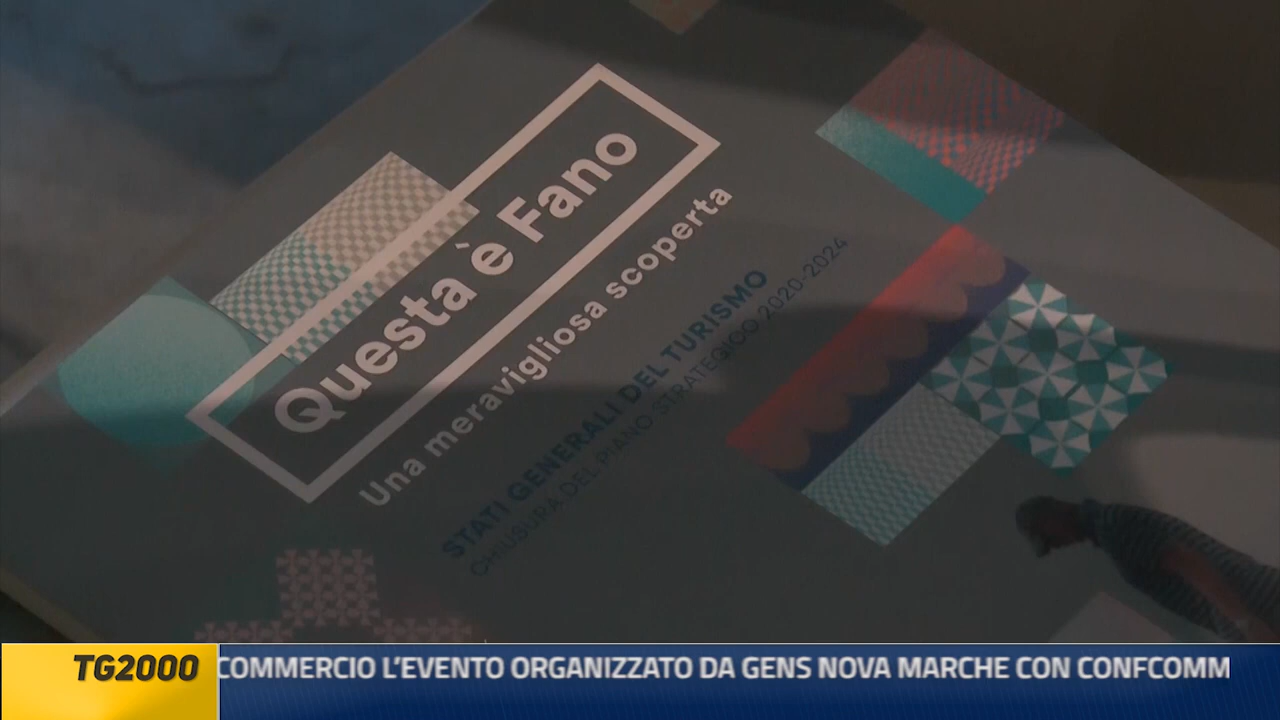 Questa è Fano
Una meravigliosa scoperta
STATI GENERALI DEL TURISMO
CHIUSURA DEL PIANO STRATEGICO 2020-2024
TG2000
COMMERCIO L'EVENTO ORGANIZZATO DA GENS NOVA MARCHE CON CONFCOMM